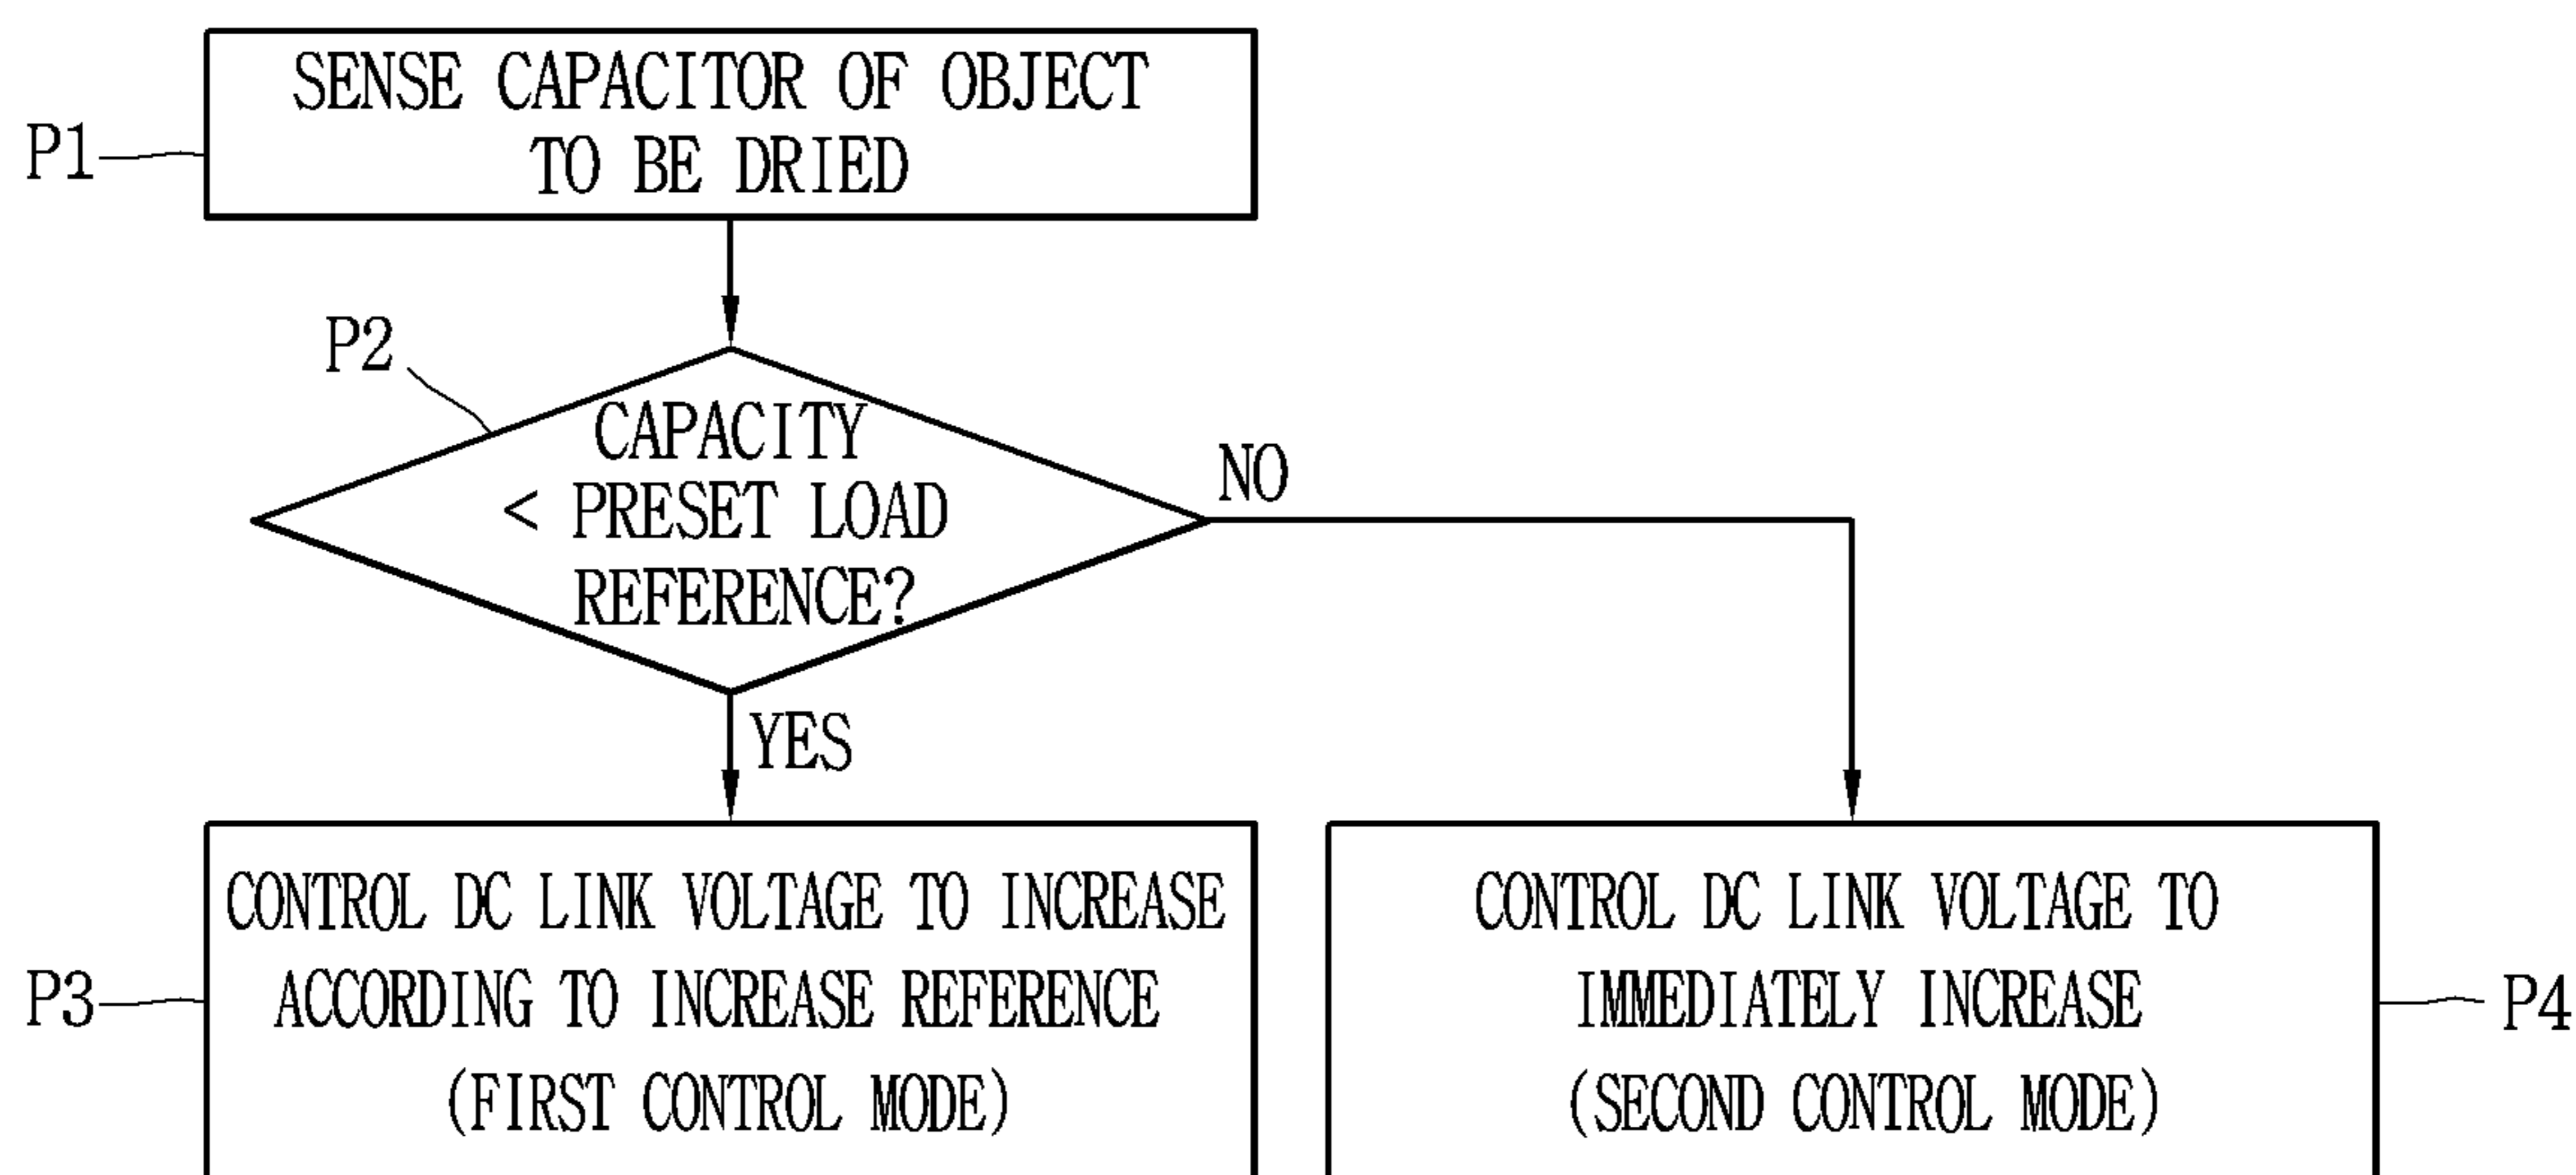 SENSE CAPACITOR OF OBJECT
TO BE DRIED
P1
P2
CAPACITY
< PRESET LOAD
REFERENCE?
NO
YES
CONTROL DC LINK VOLTAGE TO INCREASE
ACCORDING TO INCREASE REFERENCE
(FIRST CONTROL MODE)
P3
CONTROL DC LINK VOLTAGE TO
IMMEDIATELY INCREASE
(SECOND CONTROL MODE)
P4